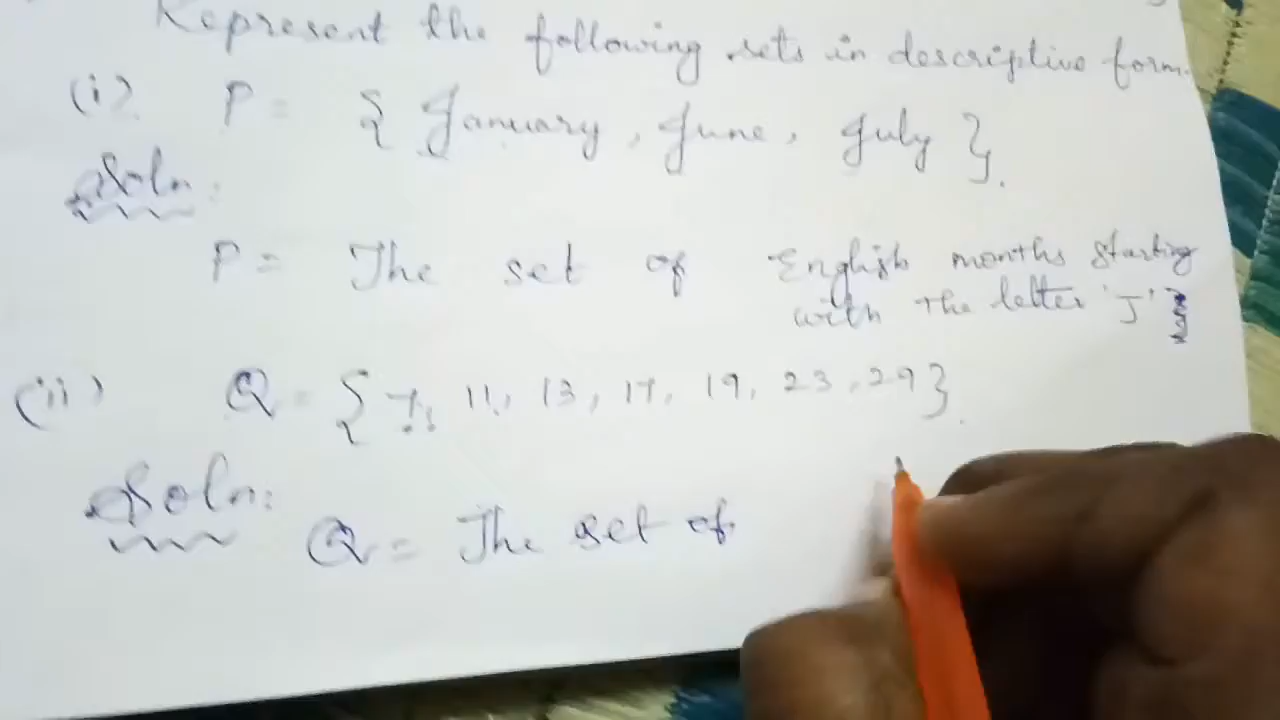 Represent the following sets in descriptive form.
(i) P = { January, June, July }.
Soln:
P = The set of English months starting
with the letter 'J'
(ii) Q = { 7, 11, 13, 17, 19, 23, 29 }.
Soln:
Q = The set of